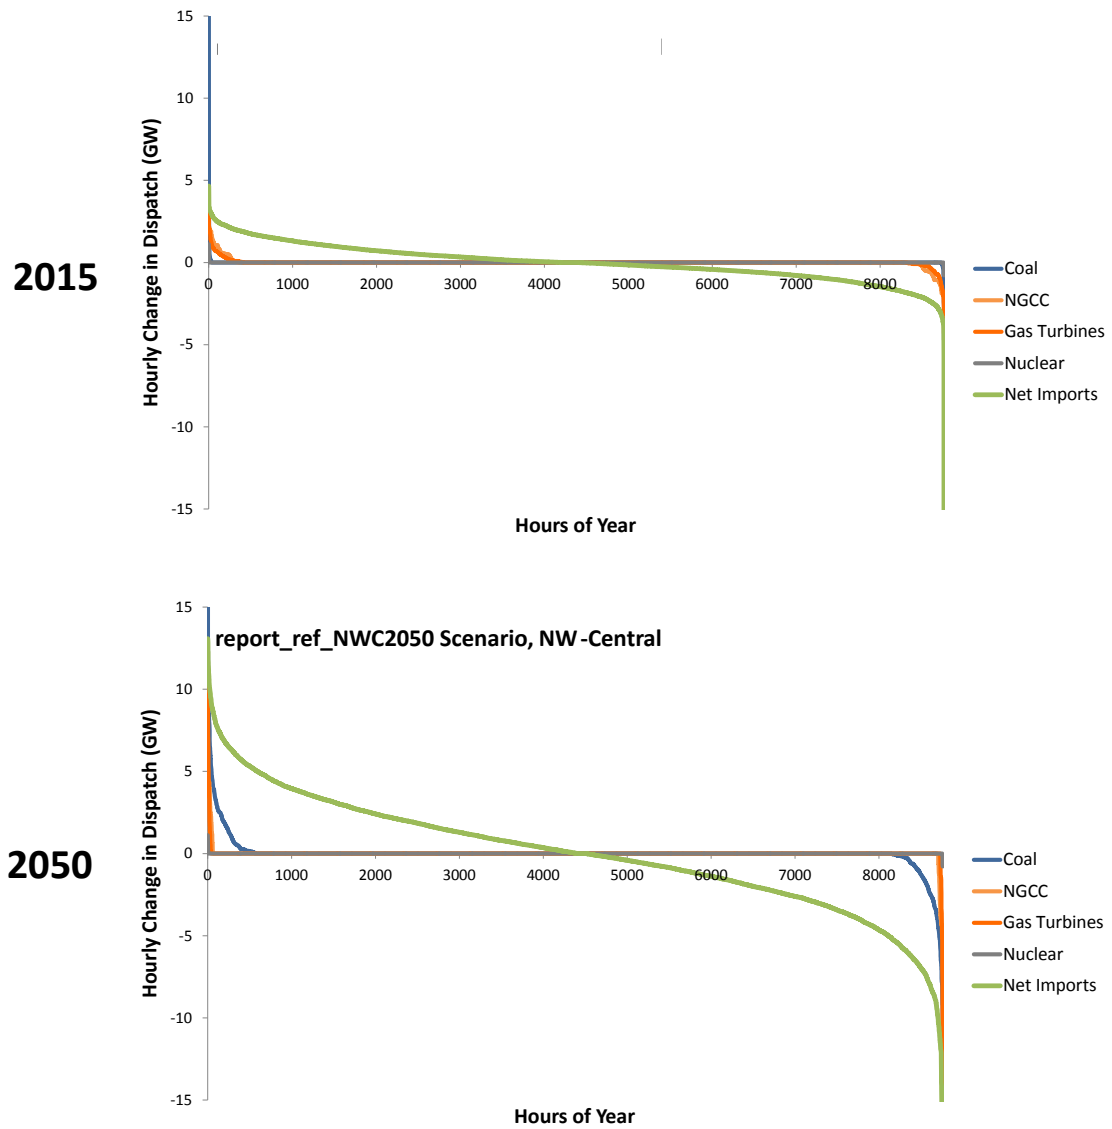 15
10
5
0
-5
-10
-15
0 1000 2000 3000 4000 5000 6000 7000 8000
Hourly Change in Dispatch (GW)
Hours of Year
2015
Coal
NGCC
Gas Turbines
Nuclear
Net Imports
report_ref_NWC2050 Scenario, NW-Central
15
10
5
0
-5
-10
-15
0 1000 2000 3000 4000 5000 6000 7000 8000
Hourly Change in Dispatch (GW)
Hours of Year
2050
Coal
NGCC
Gas Turbines
Nuclear
Net Imports